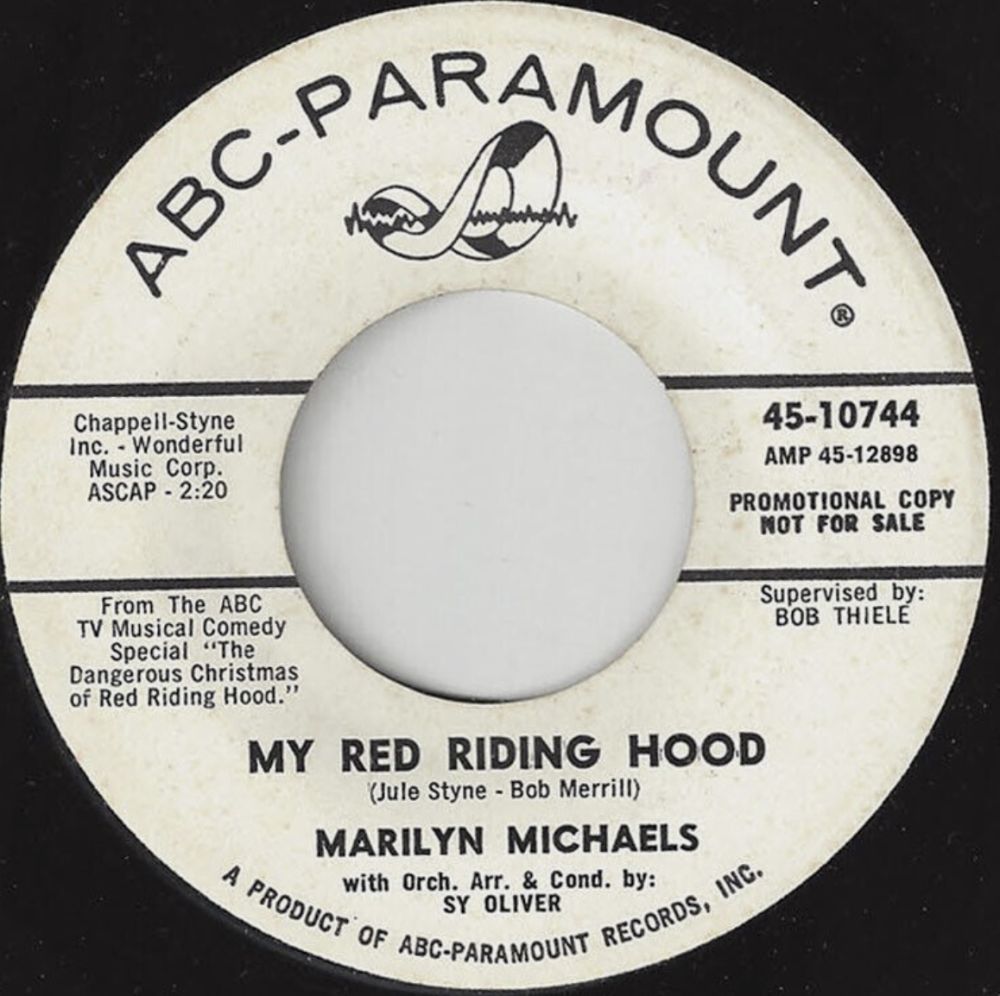 ABC-PARAMOUNT®
Chappell-Styne
Inc. - Wonderful
Music Corp.
ASCAP - 2:20
45-10744
AMP 45-12898
PROMOTIONAL COPY
NOT FOR SALE
From The ABC
TV Musical Comedy
Special “The
Dangerous Christmas
of Red Riding Hood.”
Supervised by:
BOB THIELE
MY RED RIDING HOOD
(Jule Styne - Bob Merrill)
MARILYN MICHAELS
with Orch. Arr. & Cond. by:
SY OLIVER
A PRODUCT OF ABC-PARAMOUNT RECORDS, INC.